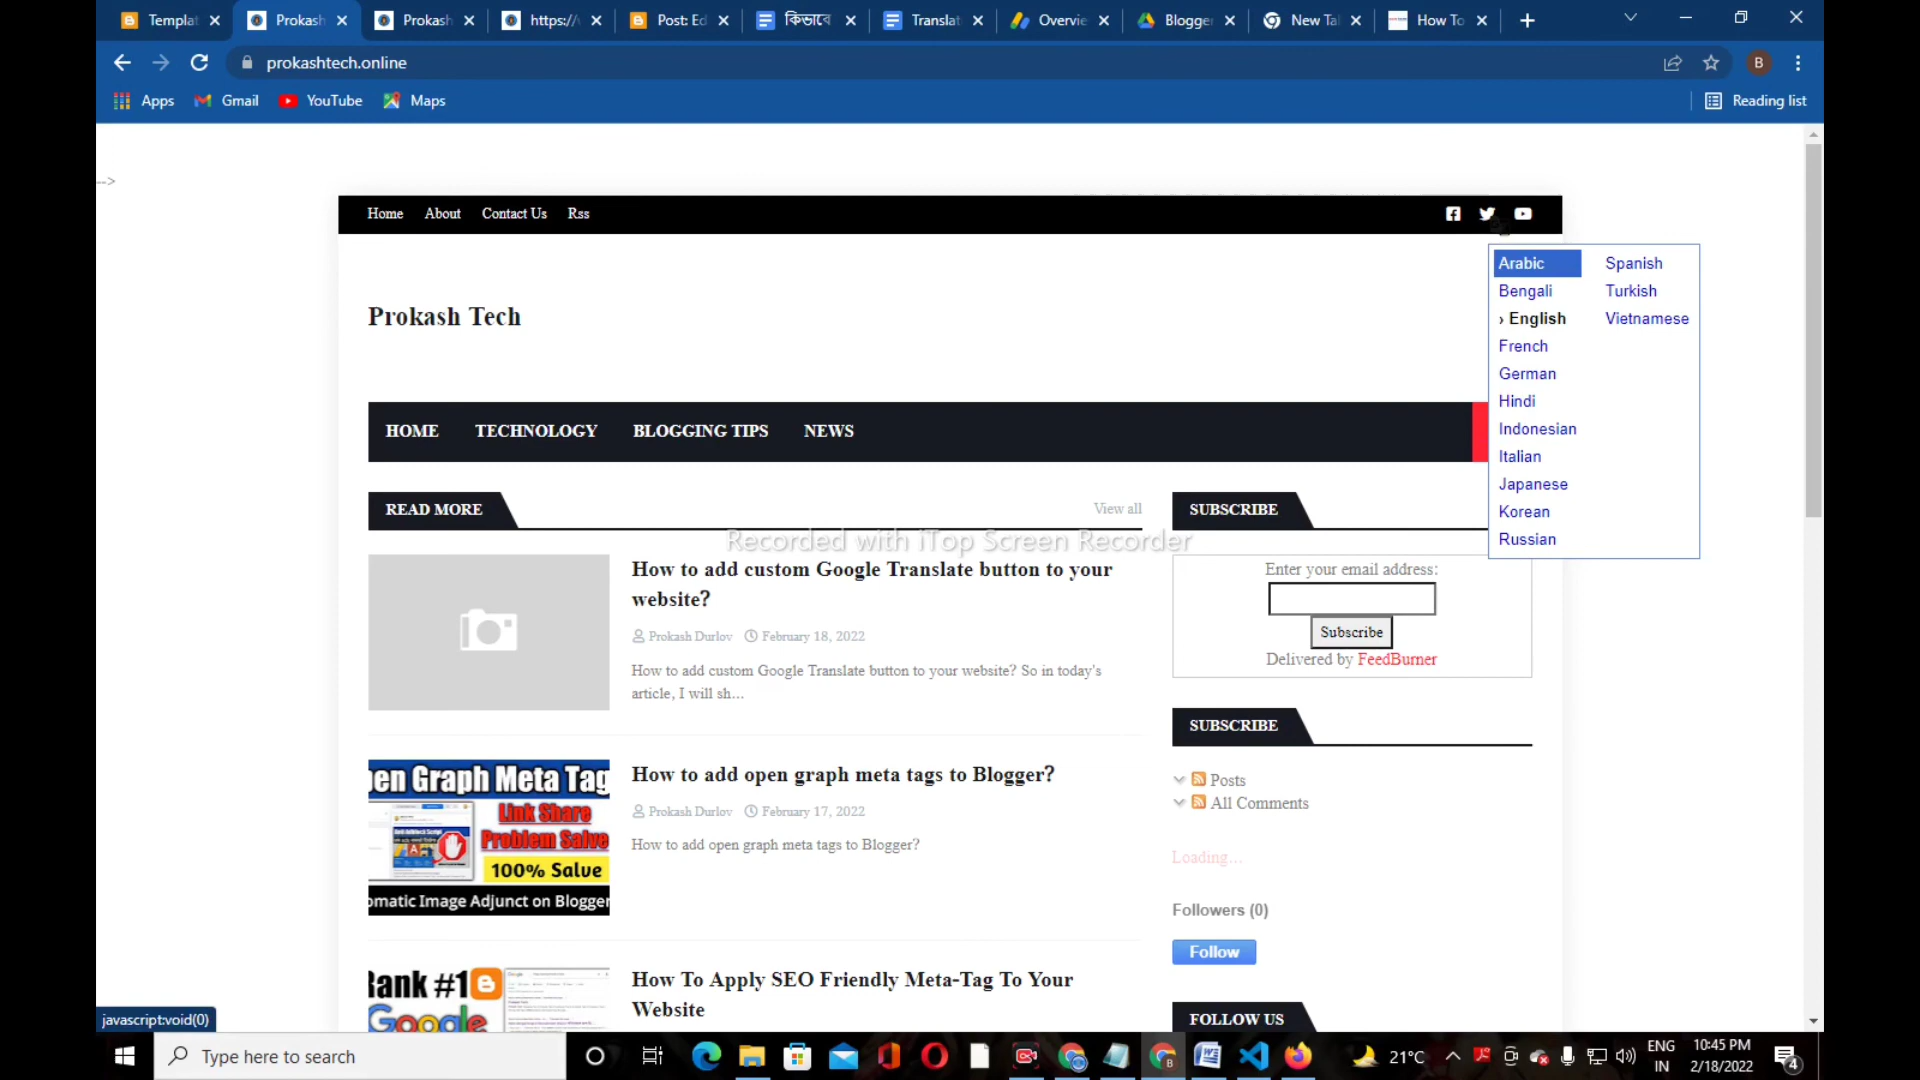 Templat
Prokash
Prokash
https://
Post: Ed
কিভাবে
Translat
Overvie
Blogger
New Ta
How To
prokashtech.online
B
Apps
Gmail
YouTube
Maps
Reading list
-->
Home
About
Contact Us
Rss
Arabic
Spanish
Bengali
Turkish
› English
Vietnamese
French
German
Hindi
Indonesian
Italian
Japanese
Korean
Russian
Prokash Tech
HOME
TECHNOLOGY
BLOGGING TIPS
NEWS
READ MORE
View all
SUBSCRIBE
Recorded with iTop Screen Recorder
How to add custom Google Translate button to your
website?
Prokash Durlov
February 18, 2022
How to add custom Google Translate button to your website? So in today's
article, I will sh...
Enter your email address:
Subscribe
Delivered by FeedBurner
SUBSCRIBE
Posts
All Comments
Loading...
Followers (0)
Follow
FOLLOW US
pen Graph Meta Tag
Link Share
Problem Salve
100% Salve
omatic Image Adjunct on Blogger
How to add open graph meta tags to Blogger?
Prokash Durlov
February 17, 2022
How to add open graph meta tags to Blogger?
Rank #1
Google
How To Apply SEO Friendly Meta-Tag To Your
Website
javascript:void(0)
Type here to search
B
21°C
ENG
IN
10:45 PM
2/18/2022
4